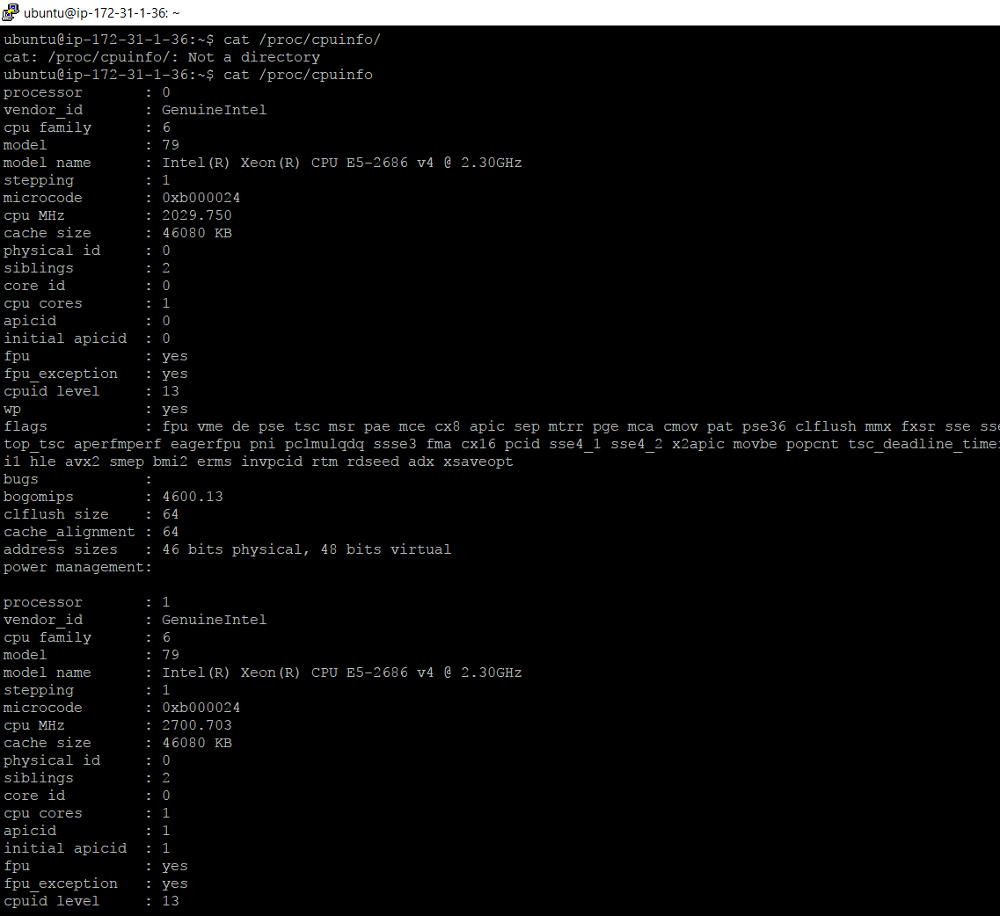 ubuntu@ip-172-31-1-36: ~
ubuntu@ip-172-31-1-36:~$ cat /proc/cpuinfo/
cat: /proc/cpuinfo/: Not a directory
ubuntu@ip-172-31-1-36:~$ cat /proc/cpuinfo
processor : 0
vendor_id : GenuineIntel
cpu family : 6
model : 79
model name : Intel(R) Xeon(R) CPU E5-2686 v4 @ 2.30GHz
stepping : 1
microcode : 0xb000024
cpu MHz : 2029.750
cache size : 46080 KB
physical id : 0
siblings : 2
core id : 0
cpu cores : 1
apicid : 0
initial apicid : 0
fpu : yes
fpu_exception : yes
cpuid level : 13
wp : yes
flags : fpu vme de pse tsc msr pae mce cx8 apic sep mtrr pge mca cmov pat pse36 clflush mmx fxsr sse
top_tsc aperfmperf eagerfpu pni pclmulqdq ssse3 fma cx16 pcid sse4_1 sse4_2 x2apic movbe popcnt
i1 hle avx2 smep bmi2 erms invpcid rtm rdseed adx xsaveopt
bugs :
bogomips : 4600.13
clflush size : 64
cache_alignment : 64
address sizes : 46 bits physical, 48 bits virtual
power management:
processor : 1
vendor_id : GenuineIntel
cpu family : 6
model : 79
model name : Intel(R) Xeon(R) CPU E5-2686 v4 @ 2.30GHz
stepping : 1
microcode : 0xb000024
cpu MHz : 2700.703
cache size : 46080 KB
physical id : 0
siblings : 2
core id : 0
cpu cores : 1
apicid : 1
initial apicid : 1
fpu : yes
fpu_exception : yes
cpuid level : 13